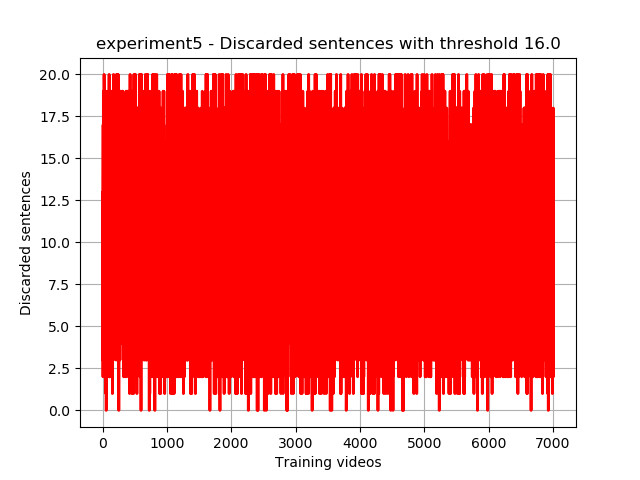 experiment5 - Discarded sentences with threshold 16.0
20.0
17.5
15.0
12.5
10.0
7.5
5.0
2.5
0.0
Discarded sentences
0 1000 2000 3000 4000 5000 6000 7000
Training videos